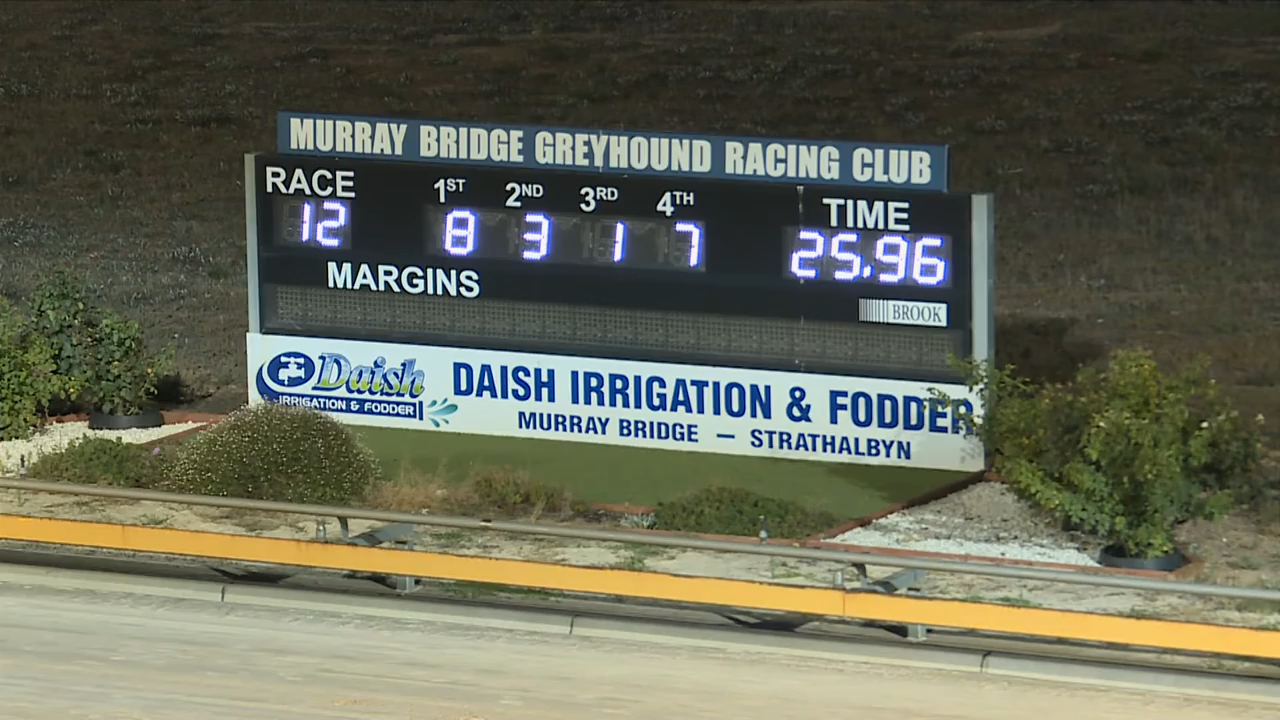 MURRAY BRIDGE GREYHOUND RACING CLUB
RACE 1ST 2ND 3RD 4TH TIME
12 8 3 1 7 25.96
MARGINS
BROOK
Daish
IRRIGATION & FODDER
DAISH IRRIGATION & FODDER
MURRAY BRIDGE — STRATHALBYN